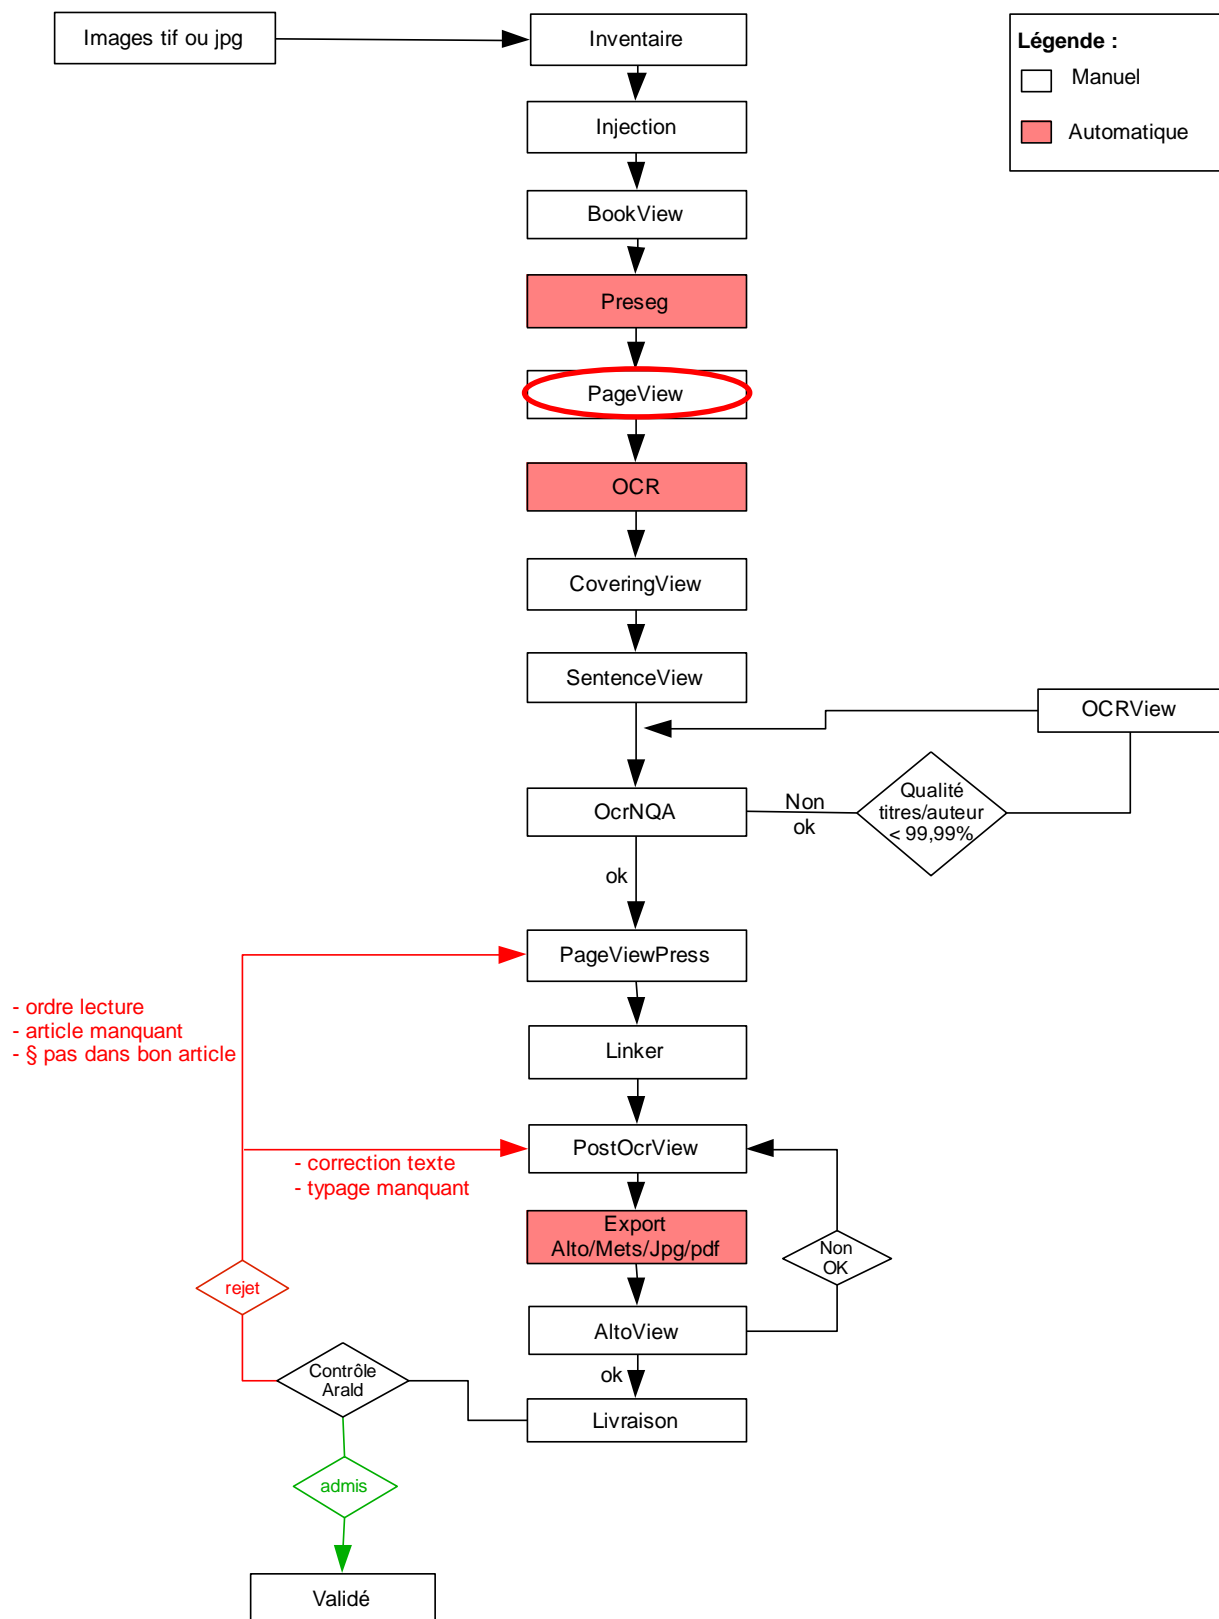 Images tif ou jpg
Inventaire
Légende :
Manuel
Automatique
Injection
BookView
Preseg
PageView
OCR
CoveringView
SentenceView
OCRView
OcrNQA
Non
ok
Qualité
titres/auteur
< 99,99%
ok
PageViewPress
- ordre lecture
- article manquant
- § pas dans bon article
Linker
PostOcrView
- correction texte
- typage manquant
Export
Alto/Mets/Jpg/pdf
Non
OK
rejet
AltoView
ok
Contrôle
Arald
Livraison
admis
Validé